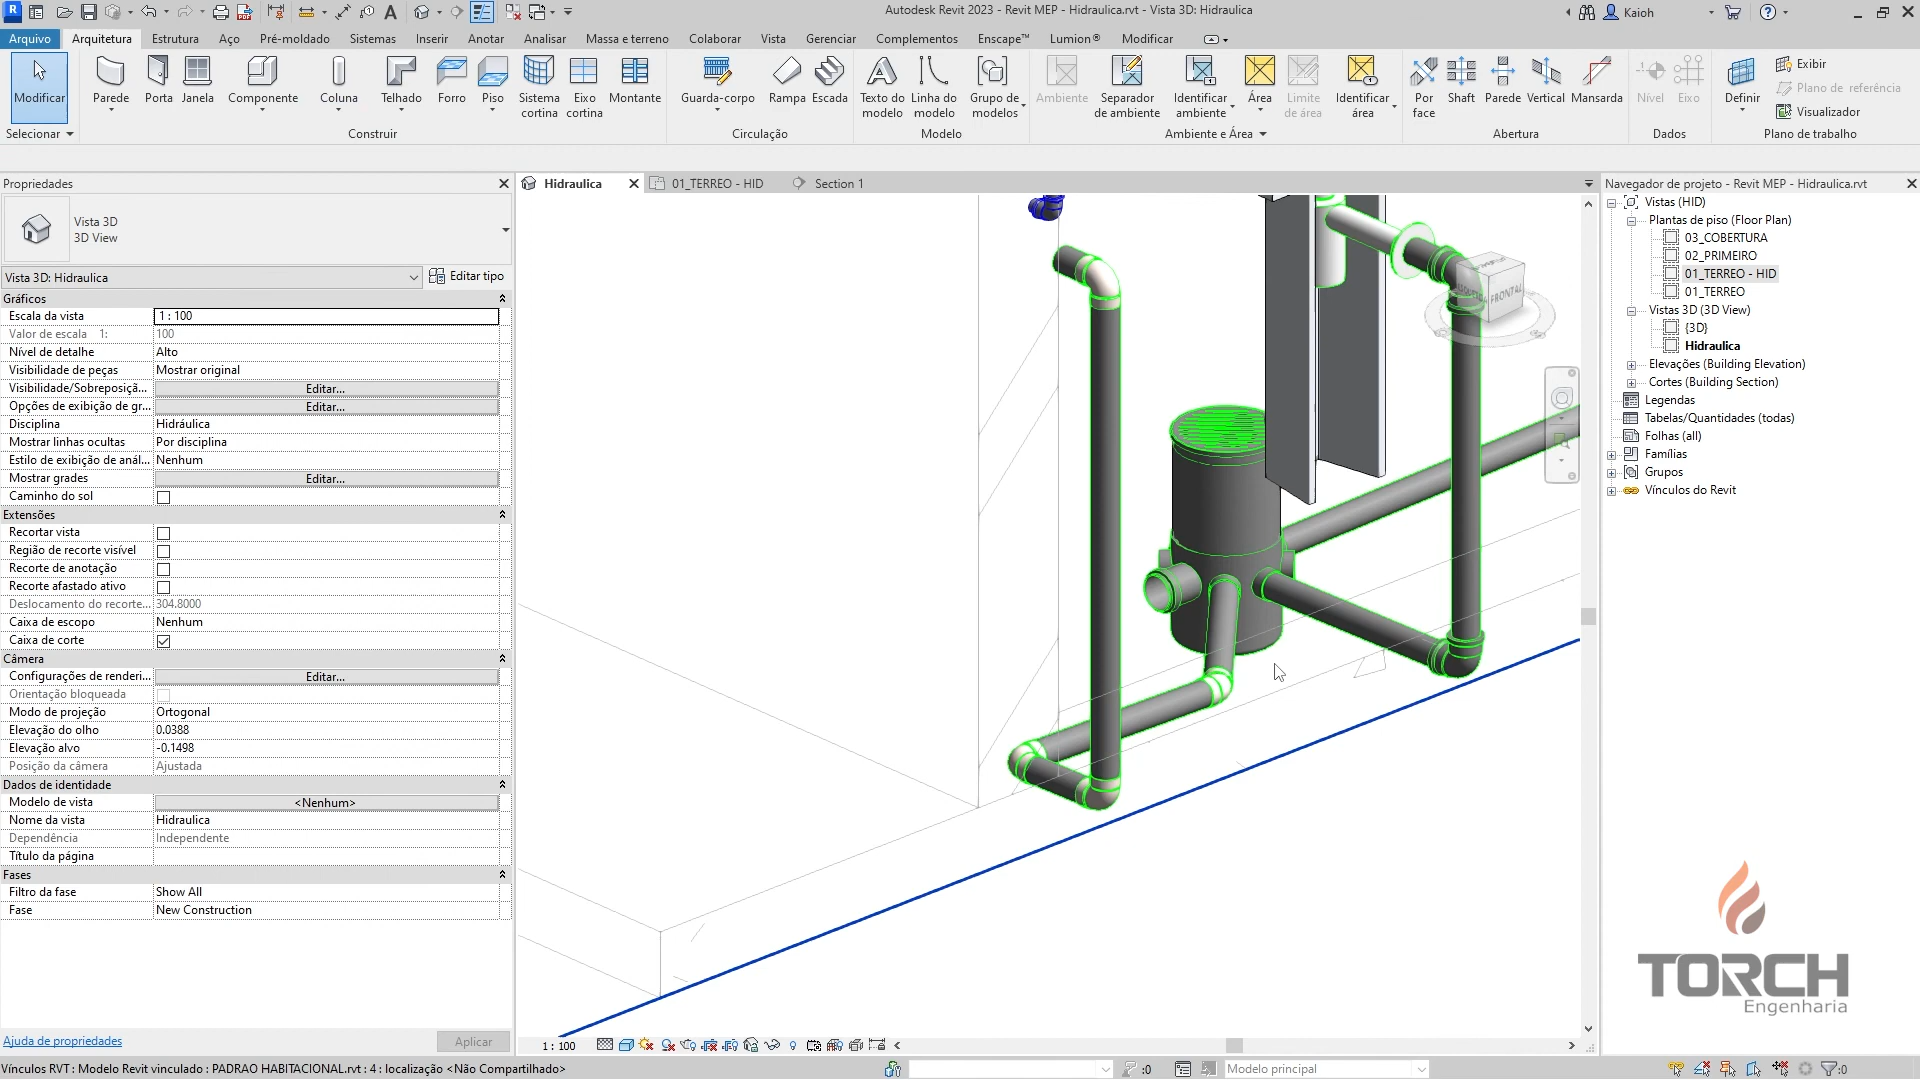 Autodesk Revit 2023 - Revit MEP - Hidraulica.rvt - Vista 3D: Hidraulica
Kaioh
Arquivo Arquitetura Estrutura Aço Pré-moldado Sistemas Inserir Anotar Analisar Massa e terreno Colaborar Vista Gerenciar Complementos Enscape™ Lumion® Modificar
Modificar
Parede
Porta
Janela
Componente
Coluna
Telhado
Forro
Piso
Sistema cortina
Eixo cortina
Montante
Guarda-corpo
Rampa
Escada
Texto do modelo
Linha do modelo
Grupo de modelos
Ambiente
Separador de ambiente
Identificar ambiente
Área
Limite de área
Identificar área
Por face
Shaft
Parede
Vertical
Mansarda
Nível
Eixo
Definir
Exibir
Plano de referência
Visualizador
Selecionar
Construir
Circulação
Modelo
Ambiente e Área
Abertura
Dados
Plano de trabalho
Propriedades
Vista 3D
3D View
Vista 3D: Hidraulica
Editar tipo
Gráficos
Escala da vista 1 : 100
Valor de escala 1: 100
Nível de detalhe Alto
Visibilidade de peças Mostrar original
Visibilidade/Sobreposiçã... Editar...
Opções de exibição de gr... Editar...
Disciplina Hidráulica
Mostrar linhas ocultas Por disciplina
Estilo de exibição de anál... Nenhum
Mostrar grades Editar...
Caminho do sol
Extensões
Recortar vista
Região de recorte visível
Recorte de anotação
Recorte afastado ativo
Deslocamento do recorte... 304.8000
Caixa de escopo Nenhum
Caixa de corte
Câmera
Configurações de renderi... Editar...
Orientação bloqueada
Modo de projeção Ortogonal
Elevação do olho 0.0388
Elevação alvo -0.1498
Posição da câmera Ajustada
Dados de identidade
Modelo de vista <Nenhum>
Nome da vista Hidraulica
Dependência Independente
Título da página
Fases
Filtro da fase Show All
Fase New Construction
Ajuda de propriedades
Aplicar
Hidraulica
01_TERREO - HID
Section 1
FRONTAL
1 : 100
Navegador de projeto - Revit MEP - Hidraulica.rvt
Vistas (HID)
Plantas de piso (Floor Plan)
03_COBERTURA
02_PRIMEIRO
01_TERREO - HID
01_TERREO
Vistas 3D (3D View)
{3D}
Hidraulica
Elevações (Building Elevation)
Cortes (Building Section)
Legendas
Tabelas/Quantidades (todas)
Folhas (all)
Famílias
Grupos
Vínculos do Revit
TORCH
Engenharia
Vínculos RVT : Modelo Revit vinculado : PADRAO HABITACIONAL.rvt : 4 : localização <Não Compartilhado>
:0
Modelo principal
:0